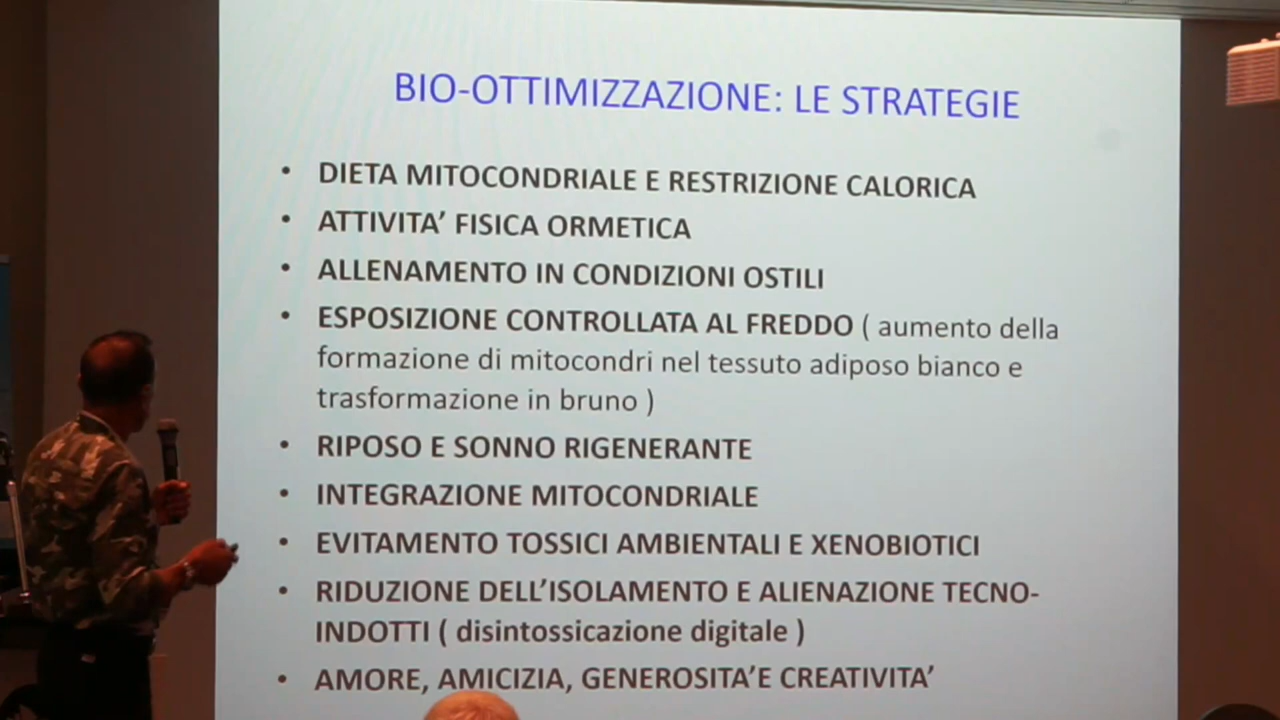 BIO-OTTIMIZZAZIONE: LE STRATEGIE
• DIETA MITOCONDRIALE E RESTRIZIONE CALORICA
• ATTIVITA' FISICA ORMETICA
• ALLENAMENTO IN CONDIZIONI OSTILI
• ESPOSIZIONE CONTROLLATA AL FREDDO ( aumento della
formazione di mitocondri nel tessuto adiposo bianco e
trasformazione in bruno )
• RIPOSO E SONNO RIGENERANTE
• INTEGRAZIONE MITOCONDRIALE
• EVITAMENTO TOSSICI AMBIENTALI E XENOBIOTICI
• RIDUZIONE DELL'ISOLAMENTO E ALIENAZIONE TECNO-
INDOTTI ( disintossicazione digitale )
• AMORE, AMICIZIA, GENEROSITA'E CREATIVITA'